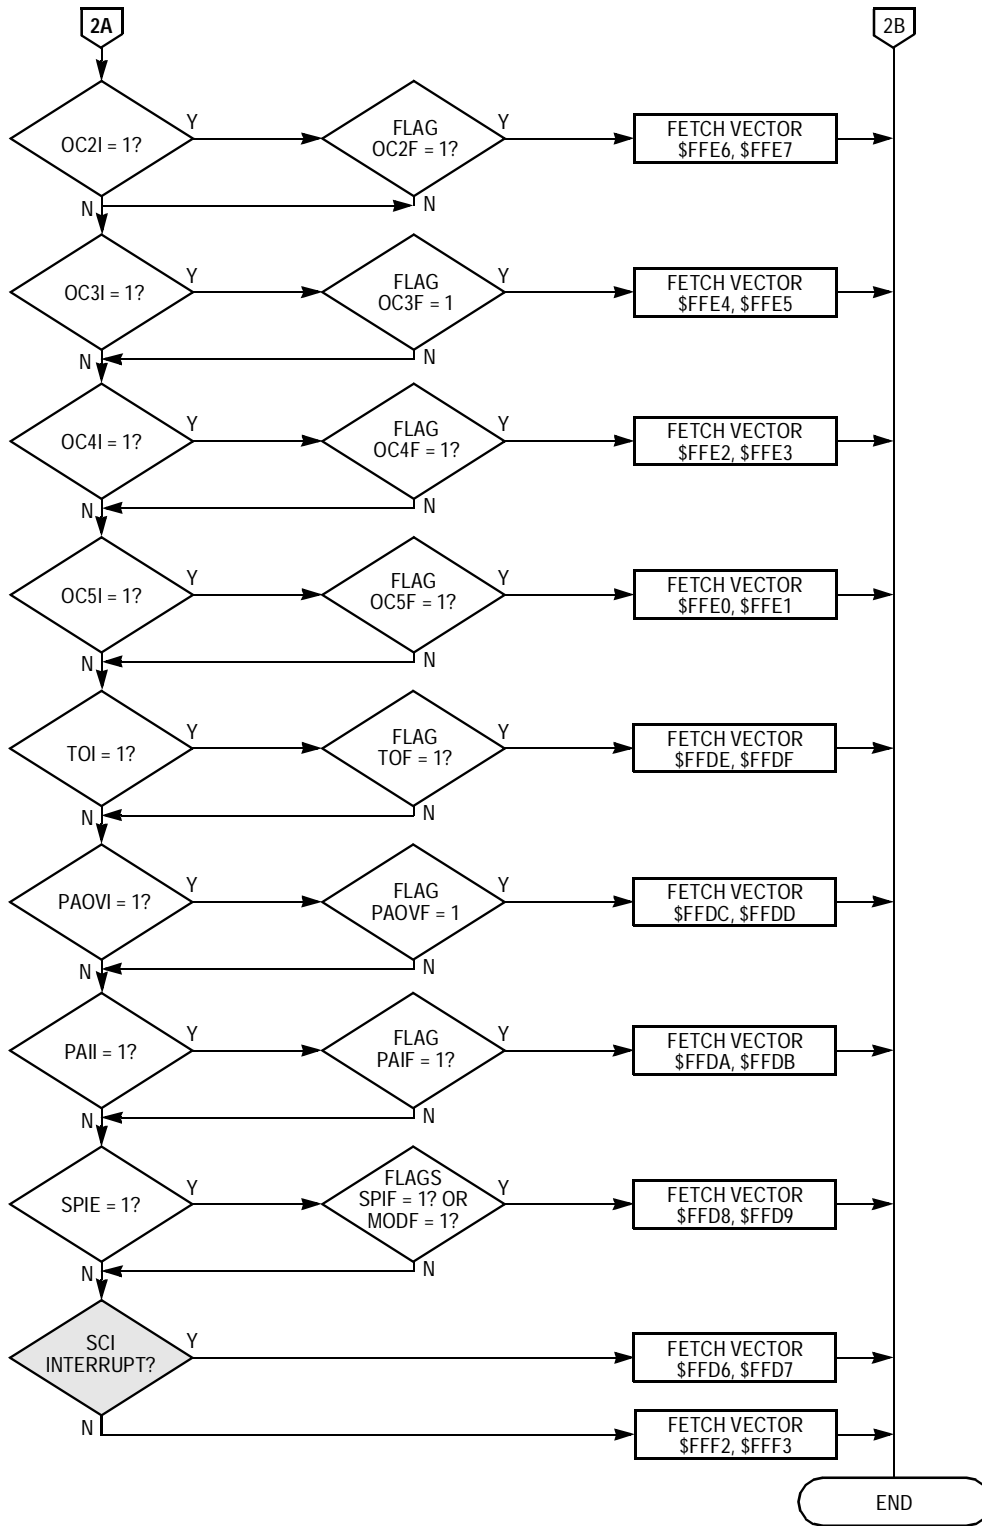 2A
2B
OC2I = 1?
Y
FLAG
OC2F = 1?
Y
FETCH VECTOR
$FFE6, $FFE7
N
N
OC3I = 1?
Y
FLAG
OC3F = 1
Y
FETCH VECTOR
$FFE4, $FFE5
N
N
OC4I = 1?
Y
FLAG
OC4F = 1?
Y
FETCH VECTOR
$FFE2, $FFE3
N
N
OC5I = 1?
Y
FLAG
OC5F = 1?
Y
FETCH VECTOR
$FFE0, $FFE1
N
N
TOI = 1?
Y
FLAG
TOF = 1?
Y
FETCH VECTOR
$FFDE, $FFDF
N
N
PAOVI = 1?
Y
FLAG
PAOVF = 1
Y
FETCH VECTOR
$FFDC, $FFDD
N
N
PAII = 1?
Y
FLAG
PAIF = 1?
Y
FETCH VECTOR
$FFDA, $FFDB
N
N
SPIE = 1?
Y
FLAGS
SPIF = 1? OR
MODF = 1?
Y
FETCH VECTOR
$FFD8, $FFD9
N
N
SCI
INTERRUPT?
Y
FETCH VECTOR
$FFD6, $FFD7
N
FETCH VECTOR
$FFF2, $FFF3
END